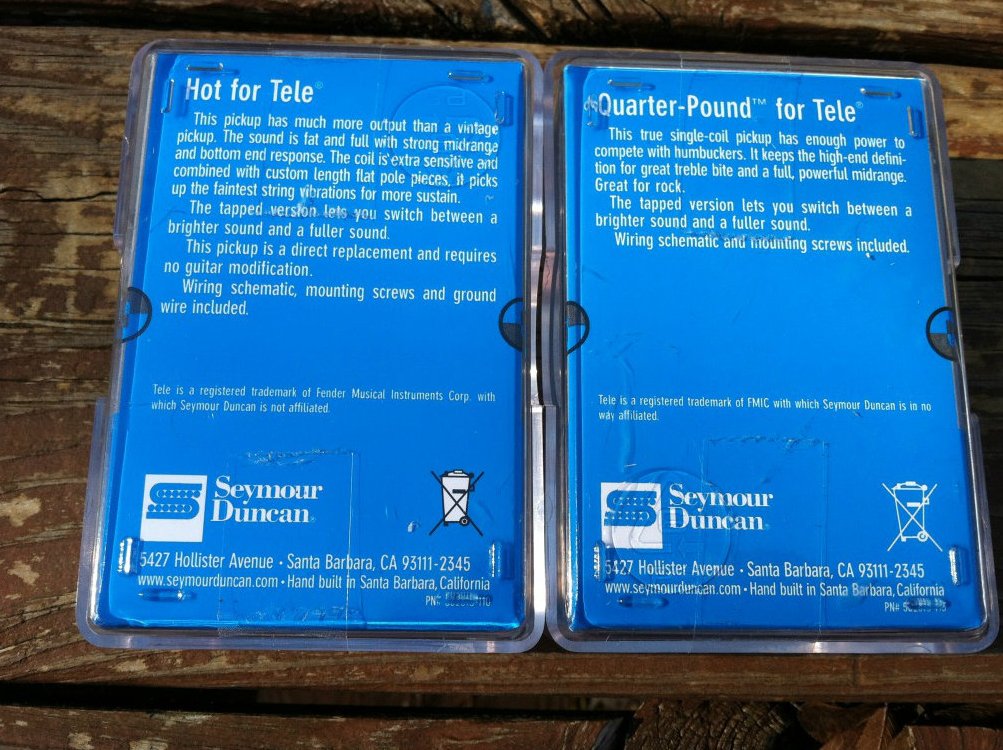 Hot for Tele®
This pickup has much more output than a vintage
pickup. The sound is fat and full with strong midrange
and bottom end response. The coil is extra sensitive and
combined with custom length flat pole pieces, it picks
up the faintest string vibrations for more sustain.
The tapped version lets you switch between a
brighter sound and a fuller sound.
This pickup is a direct replacement and requires
no guitar modification.
Wiring schematic, mounting screws and ground
wire included.
Tele is a registered trademark of Fender Musical Instruments Corp. with
which Seymour Duncan is not affiliated.
Seymour
Duncan®
5427 Hollister Avenue • Santa Barbara, CA 93111-2345
www.seymourduncan.com • Hand built in Santa Barbara, California
PN#
Quarter-Pound™ for Tele®
This true single-coil pickup has enough power to
compete with humbuckers. It keeps the high-end defini-
tion for great treble bite and a full, powerful midrange.
Great for rock.
The tapped version lets you switch between a
brighter sound and a fuller sound.
Wiring schematic and mounting screws included.
Tele is a registered trademark of FMIC with which Seymour Duncan is in no
way affiliated.
Seymour
Duncan®
5427 Hollister Avenue • Santa Barbara, CA 93111-2345
www.seymourduncan.com • Hand built in Santa Barbara, California
PN#